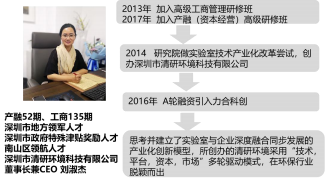 2013年 加入高级工商管理研修班
2017年 加入产融（资本经营）高级研修班
2014 研究院做实验室技术产业化改革尝试，创
办深圳市清研环境科技有限公司
2016年 A轮融资引入力合科创
思考并建立了实验室与企业深度融合同步发展的
产业化创新模型，所创办的清研环境采用“技术，
平台，资本，市场”多轮驱动模式，在环保行业
脱颖而出
产融52期、工商135期
深圳市地方领军人才
深圳市政府特殊津贴奖励人才
南山区领航人才
深圳市清研环境科技有限公司
董事长兼CEO 刘淑杰